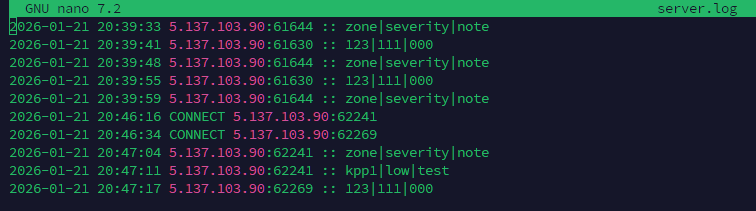 GNU nano 7.2 server.log
2026-01-21 20:39:33 5.137.103.90:61644 :: zone|severity|note
2026-01-21 20:39:41 5.137.103.90:61630 :: 123|111|000
2026-01-21 20:39:48 5.137.103.90:61644 :: zone|severity|note
2026-01-21 20:39:55 5.137.103.90:61630 :: 123|111|000
2026-01-21 20:39:59 5.137.103.90:61644 :: zone|severity|note
2026-01-21 20:46:16 CONNECT 5.137.103.90:62241
2026-01-21 20:46:34 CONNECT 5.137.103.90:62269
2026-01-21 20:47:04 5.137.103.90:62241 :: zone|severity|note
2026-01-21 20:47:11 5.137.103.90:62241 :: kpp1|low|test
2026-01-21 20:47:17 5.137.103.90:62269 :: 123|111|000